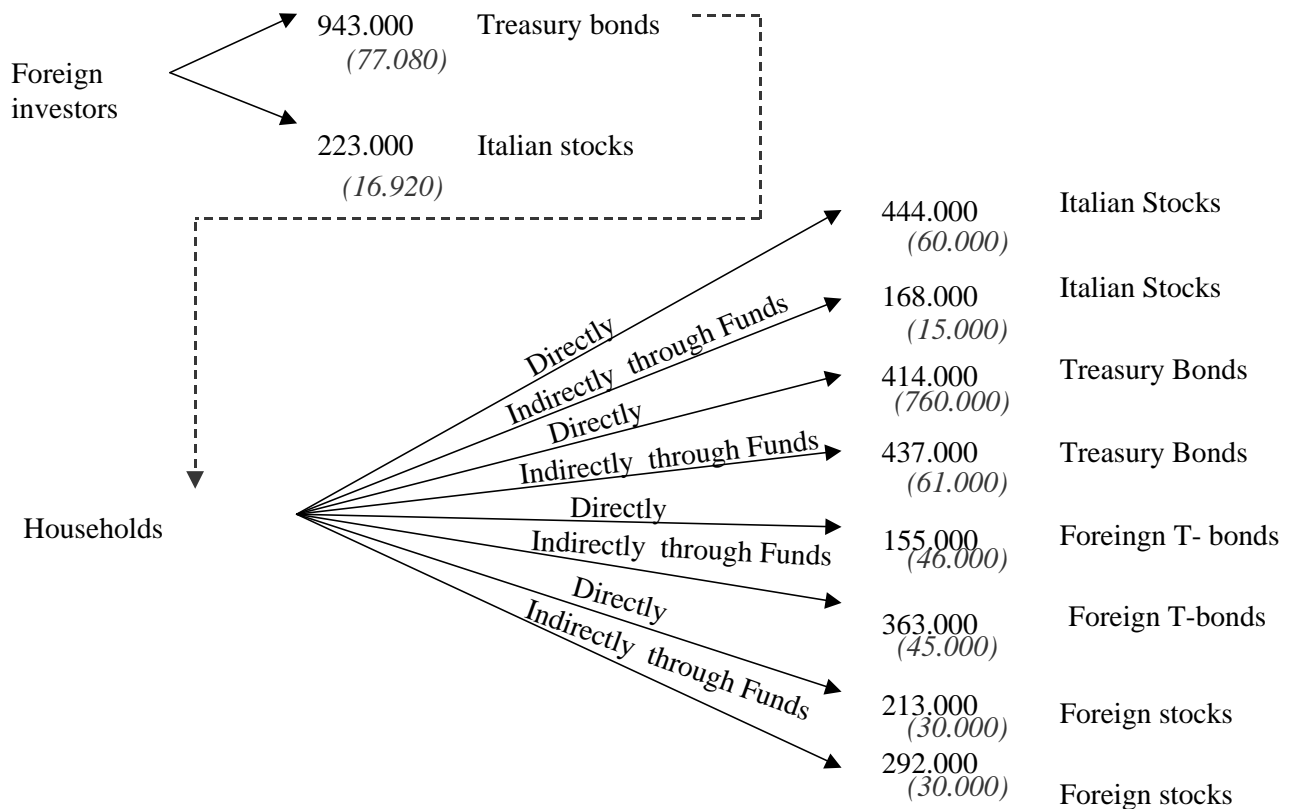 943.000 Treasury bonds
(77.080)
Foreign
investors
223.000 Italian stocks
(16.920)
444.000 Italian Stocks
(60.000)
Directly
168.000 Italian Stocks
(15.000)
Indirectly through Funds
414.000 Treasury Bonds
(760.000)
Directly
437.000 Treasury Bonds
(61.000)
Indirectly through Funds
Households
Directly
155.000 Foreingn T- bonds
(46.000)
Indirectly through Funds
363.000 Foreign T-bonds
(45.000)
Directly
213.000 Foreign stocks
(30.000)
Indirectly through Funds
292.000 Foreign stocks
(30.000)